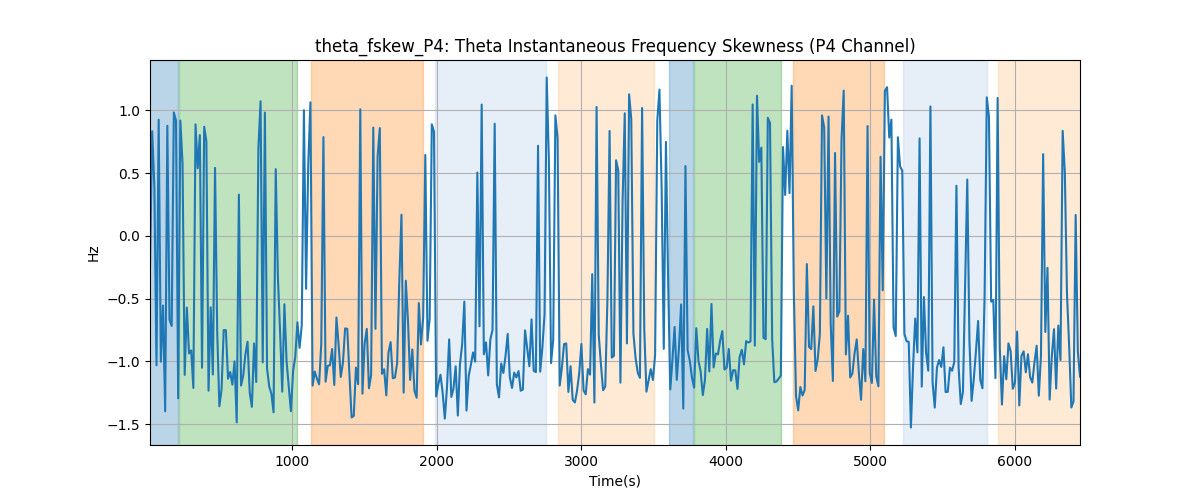 theta_fskew_P4: Theta Instantaneous Frequency Skewness (P4 Channel)
1.0
0.5
0.0
−0.5
−1.0
−1.5
Hz
1000 2000 3000 4000 5000 6000
Time(s)